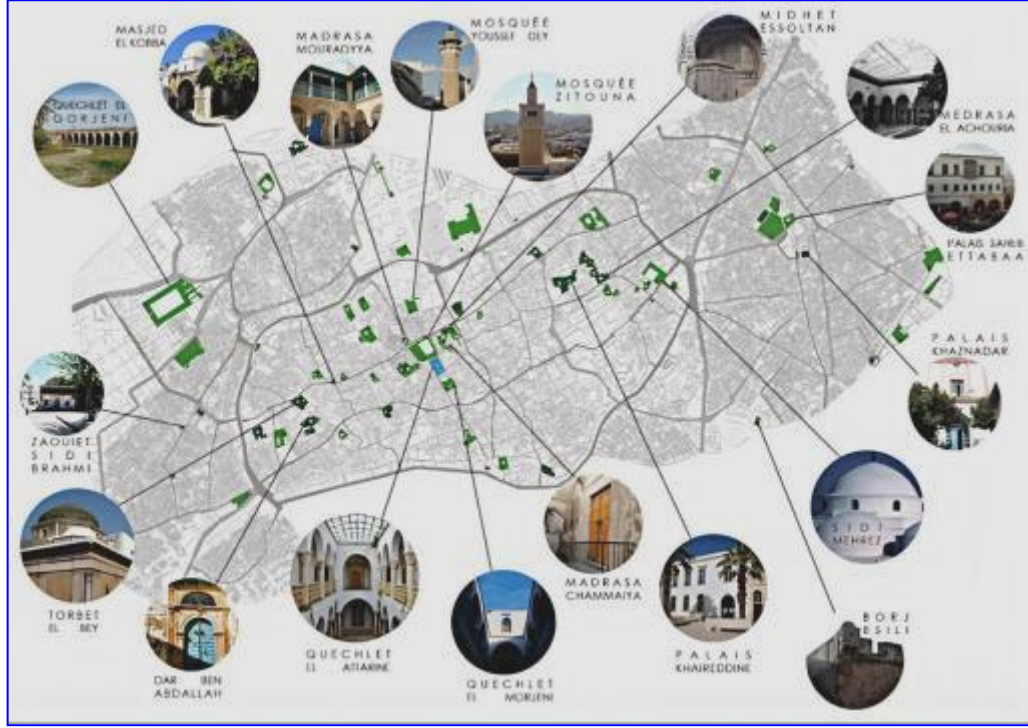 MASJED
EL KOBBA
MADRASA
MOURADYYA
MOSQUÉE
YOUSSEF DEY
MIDHET
ESSOLTAN
MOSQUÉE
ZITOUNA
QUECHLET EL
GORJENI
MEDRASA
EL ACHOURIA
PALAIS SAHEB
ETTABAA
PALAIS
KHAZNADAR
ZAOUIET
SIDI
BRAHMI
SIDI
MEHREZ
TORBET
EL BEY
DAR BEN
ABDALLAH
QUECHLET
EL ATTARINE
QUECHLET
EL MORJENI
MADRASA
CHAMMAIYA
PALAIS
KHAIREDDINE
BORJ
BSILI